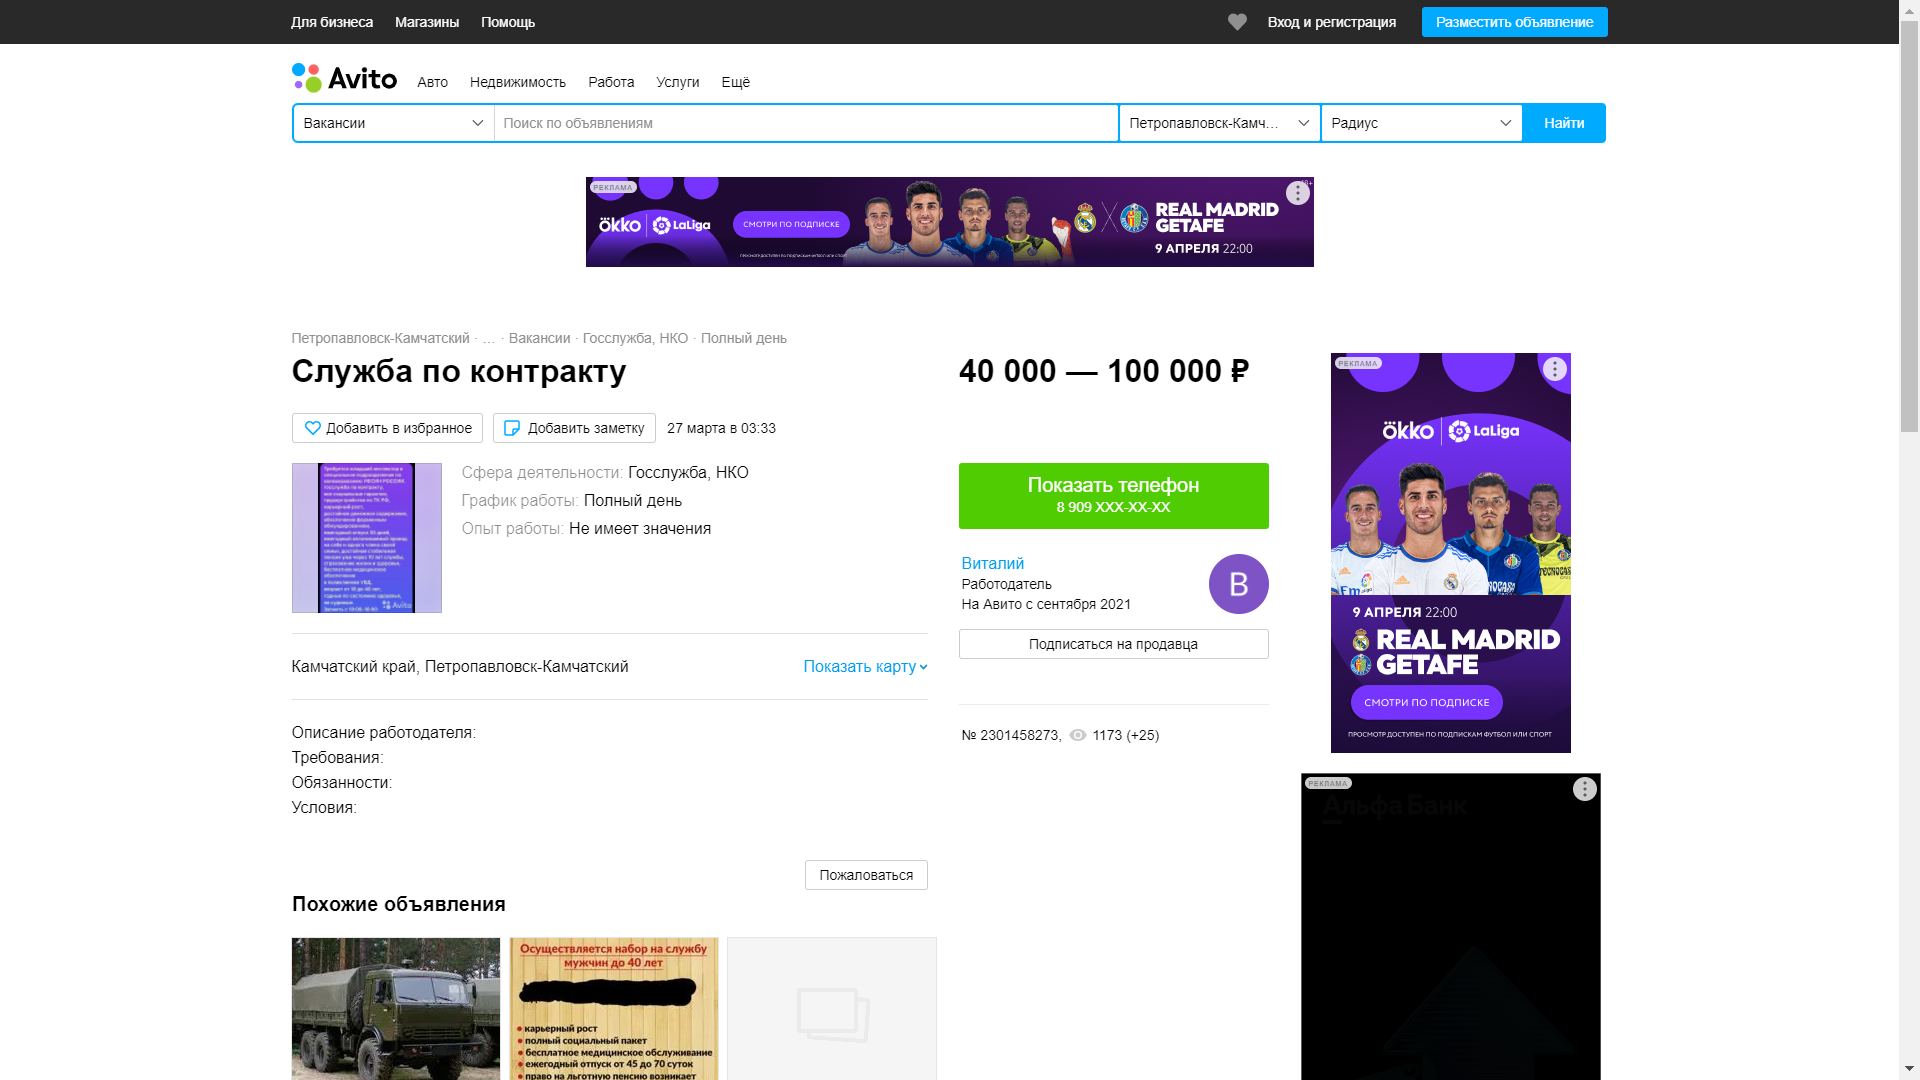 Для бизнеса Магазины Помощь Вход и регистрация Разместить объявление
Avito Авто Недвижимость Работа Услуги Ещё
Вакансии Поиск по объявлениям Петропавловск-Камч... Радиус Найти
РЕКЛАМА
ökko LaLiga СМОТРИ ПО ПОДПИСКЕ REAL MADRID
GETAFE
9 АПРЕЛЯ 22:00
Петропавловск-Камчатский · ... · Вакансии · Госслужба, НКО · Полный день
Служба по контракту
40 000 — 100 000 ₽
Добавить в избранное Добавить заметку 27 марта в 03:33
Сфера деятельности: Госслужба, НКО
График работы: Полный день
Опыт работы: Не имеет значения
Avito
Показать телефон
8 909 XXX-XX-XX
Виталий
Работодатель
На Авито с сентября 2021
В
Подписаться на продавца
Камчатский край, Петропавловск-Камчатский Показать карту
№ 2301458273, 1173 (+25)
Описание работодателя:
Требования:
Обязанности:
Условия:
Пожаловаться
Похожие объявления
Осуществляется набор на службу
мужчин до 40 лет
• карьерный рост
• полный социальный пакет
• бесплатное медицинское обслуживание
• ежегодный отпуск от 45 до 70 суток
• право на льготную пенсию возникает
РЕКЛАМА
ökko LaLiga
9 АПРЕЛЯ 22:00
REAL MADRID
GETAFE
СМОТРИ ПО ПОДПИСКЕ
ПРОСМОТР ДОСТУПЕН ПО ПОДПИСКАМ ФУТБОЛ ИЛИ СПОРТ
РЕКЛАМА
Альфа Банк